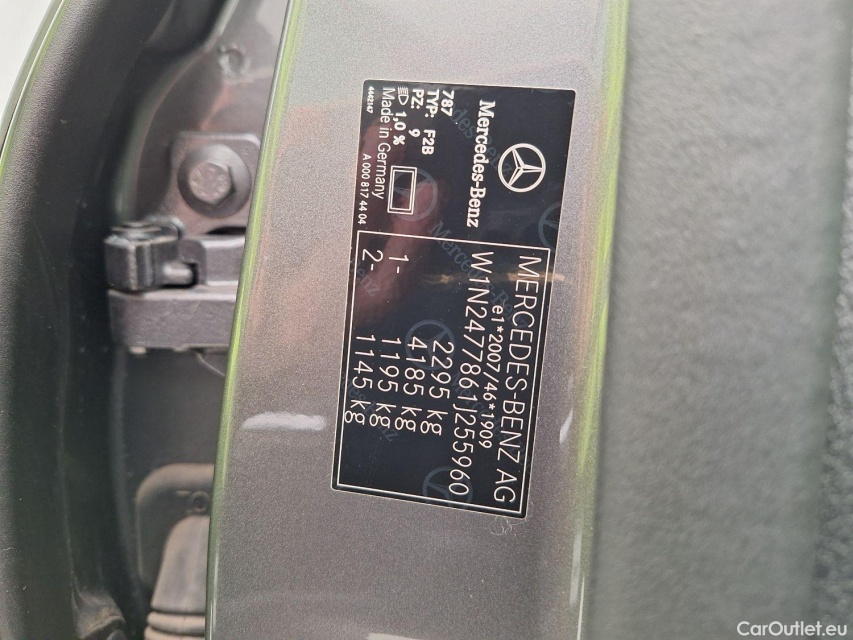 Mercedes-Benz
787
TYP: F2B
PZ: 9
1,0 %
Made in Germany
4442147 A 000 817 44 04
MERCEDES-BENZ AG
e1*2007/46*1909
W1N2477861J255960
2295 kg
4185 kg
1- 1195 kg
2- 1145 kg
CarOutlet.eu